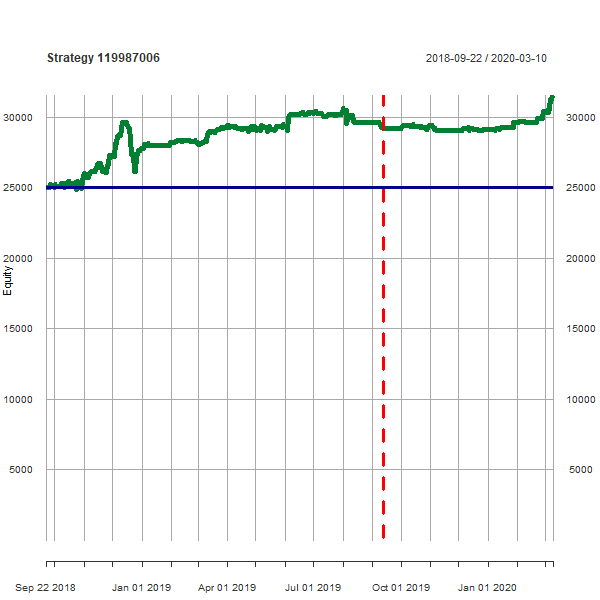 Strategy 119987006
2018-09-22 / 2020-03-10
30000
30000
25000
25000
20000
20000
Equity
15000
15000
10000
10000
5000
5000
Sep 22 2018
Jan 01 2019
Apr 01 2019
Jul 01 2019
Oct 01 2019
Jan 01 2020